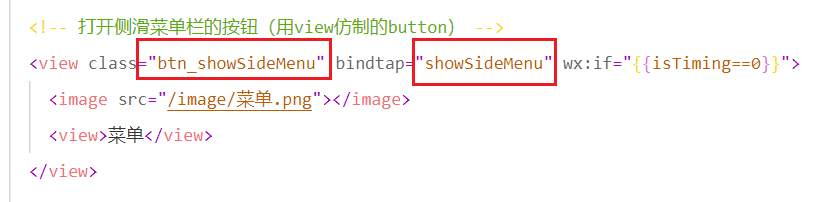 <!-- 打开侧滑菜单栏的按钮（用view仿制的button） -->
<view class="btn_showSideMenu" bindtap="showSideMenu" wx:if="{{isTiming==0}}">
<image src="/image/菜单.png"></image>
<view>菜单</view>
</view>